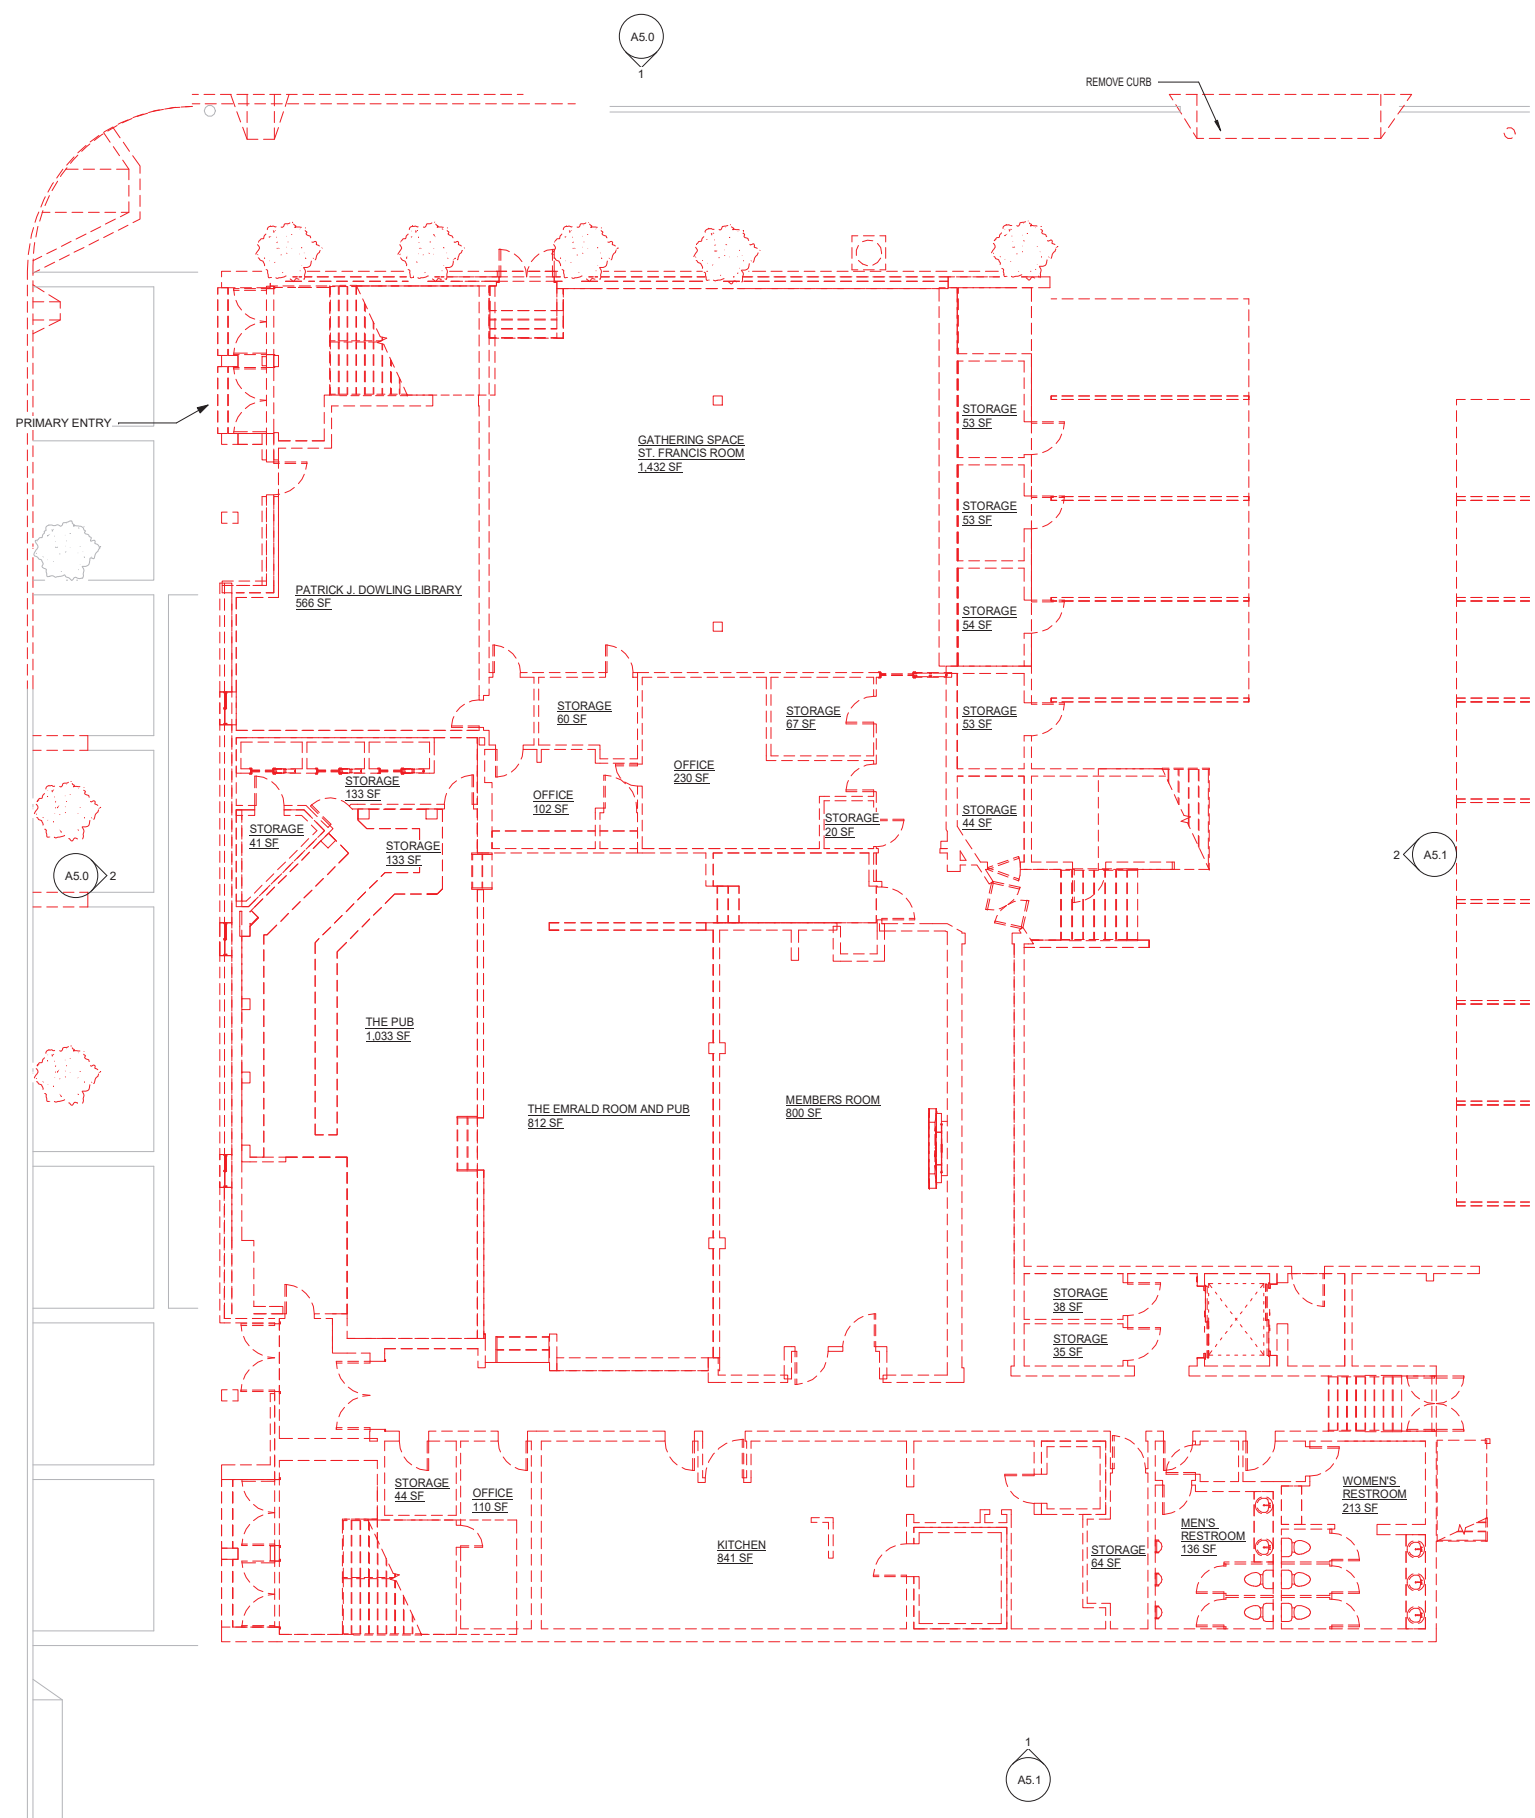 A5.0
1
REMOVE CURB
PRIMARY ENTRY
GATHERING SPACE
ST. FRANCIS ROOM
1,432 SF
STORAGE
53 SF
STORAGE
53 SF
STORAGE
54 SF
PATRICK J. DOWLING LIBRARY
566 SF
STORAGE
60 SF
STORAGE
67 SF
STORAGE
53 SF
OFFICE
230 SF
STORAGE
133 SF
OFFICE
102 SF
STORAGE
41 SF
STORAGE
133 SF
STORAGE
20 SF
STORAGE
44 SF
A5.0
2
2
A5.1
THE PUB
1,033 SF
THE EMRALD ROOM AND PUB
812 SF
MEMBERS ROOM
800 SF
STORAGE
38 SF
STORAGE
35 SF
STORAGE
44 SF
OFFICE
110 SF
KITCHEN
841 SF
STORAGE
64 SF
MEN'S
RESTROOM
136 SF
WOMEN'S
RESTROOM
213 SF
1
A5.1